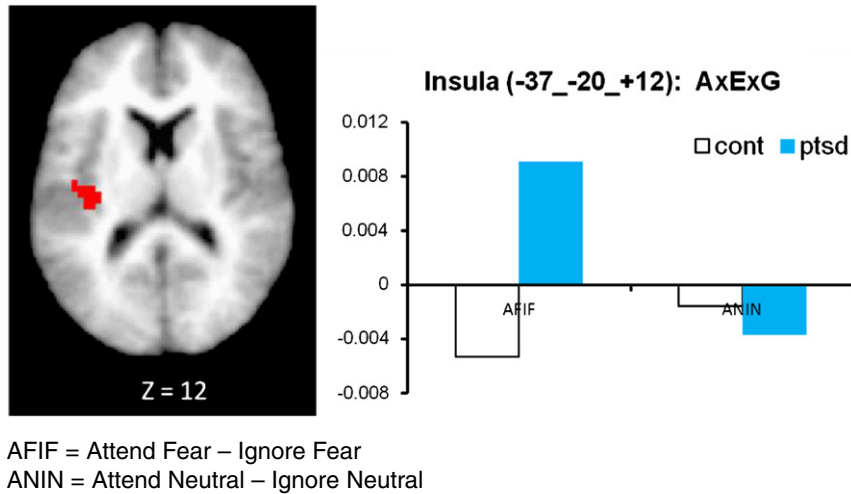 Insula (-37_-20_+12): AxExG
0.012
cont ptsd
0.008
0.004
0
AFIF ANIN
-0.004
-0.008
Z = 12
AFIF = Attend Fear – Ignore Fear
ANIN = Attend Neutral – Ignore Neutral